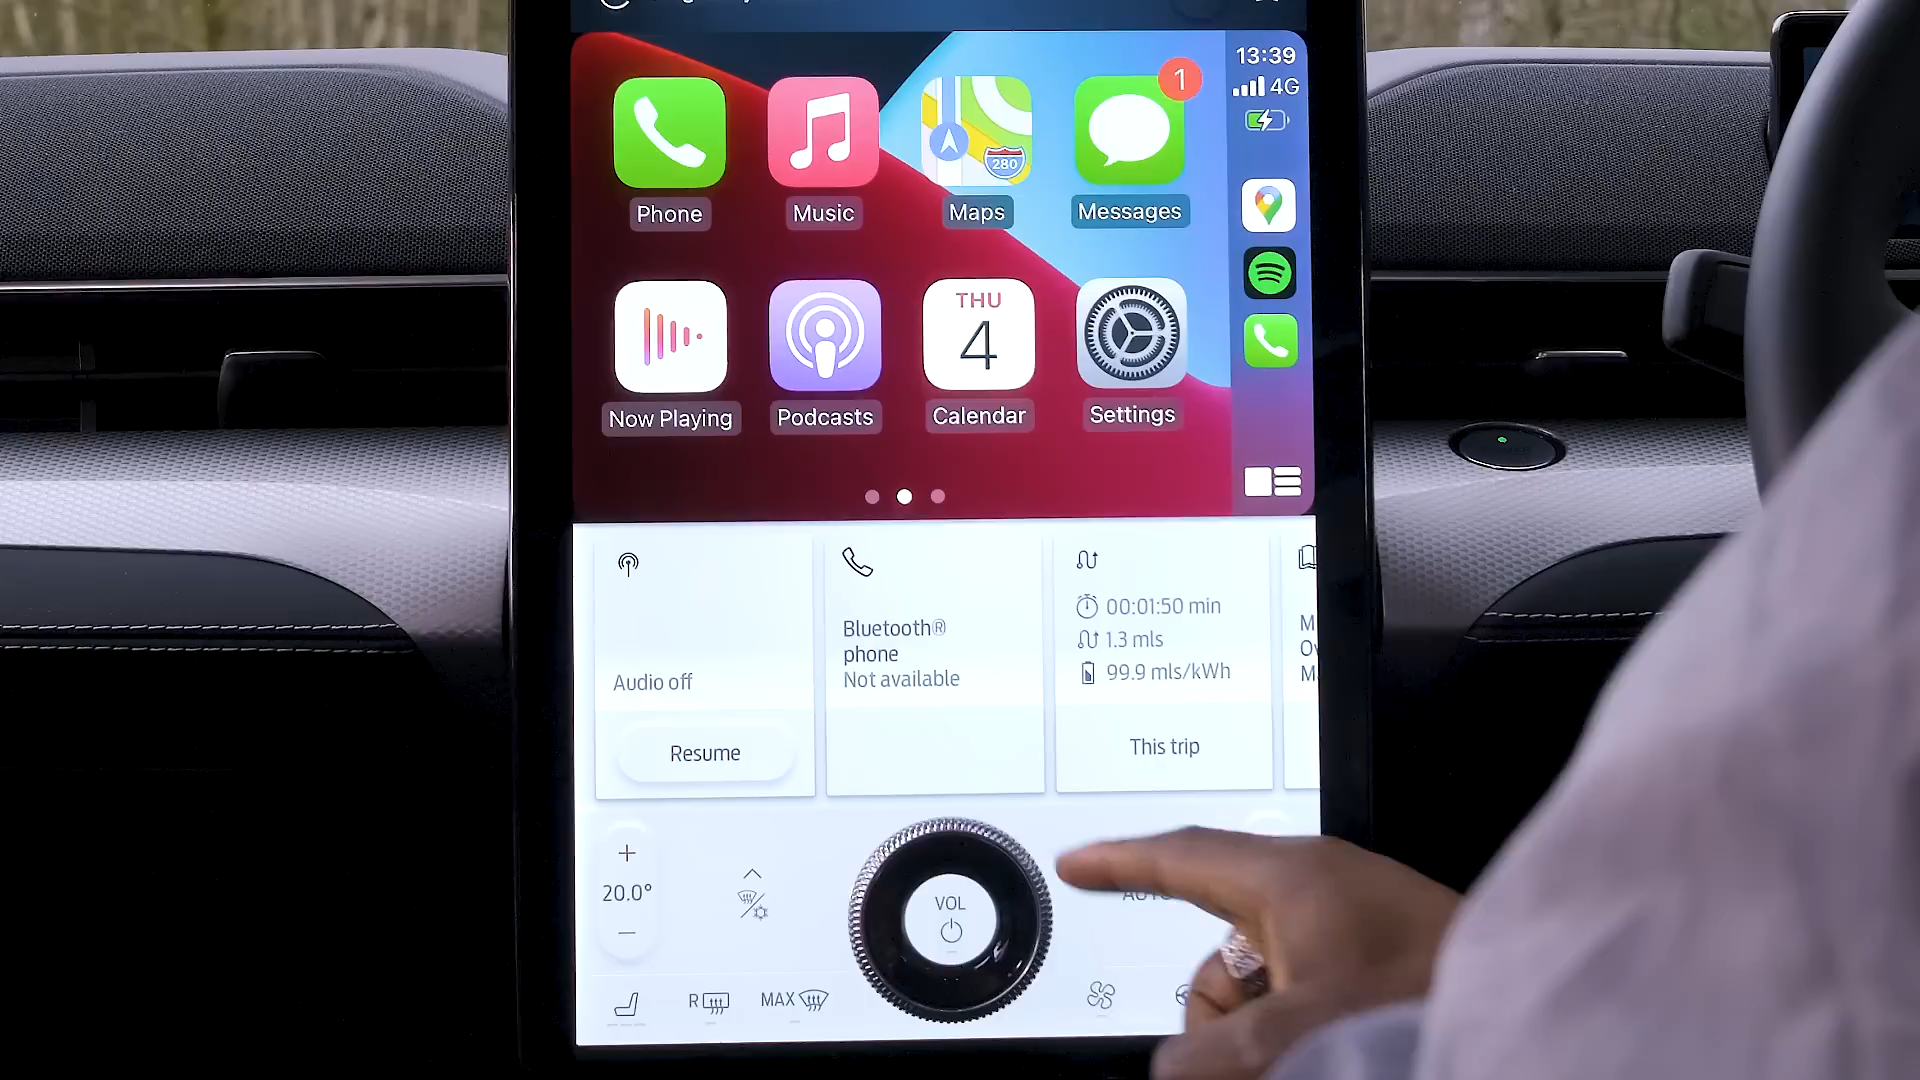 13:39
4G
1
280
Phone
Music
Maps
Messages
THU
4
Now Playing
Podcasts
Calendar
Settings
Audio off
Resume
Bluetooth®
phone
Not available
00:01:50 min
1.3 mls
99.9 mls/kWh
This trip
+
20.0°
−
VOL
R
MAX